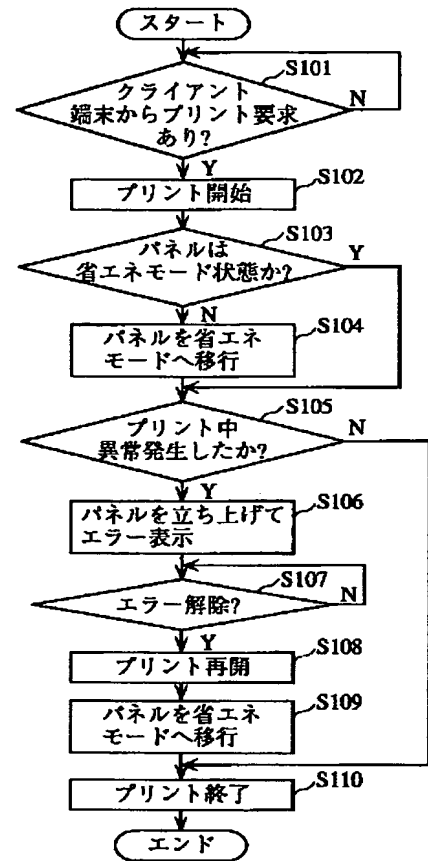 スタート
S101
クライアント
端末からプリント要求
あり?
N
Y
S102
プリント開始
S103
パネルは
省エネモード状態か?
Y
N
S104
パネルを省エネ
モードへ移行
S105
プリント中
異常発生したか?
N
Y
S106
パネルを立ち上げて
エラー表示
S107
エラー解除?
N
Y
S108
プリント再開
S109
パネルを省エネ
モードへ移行
S110
プリント終了
エンド